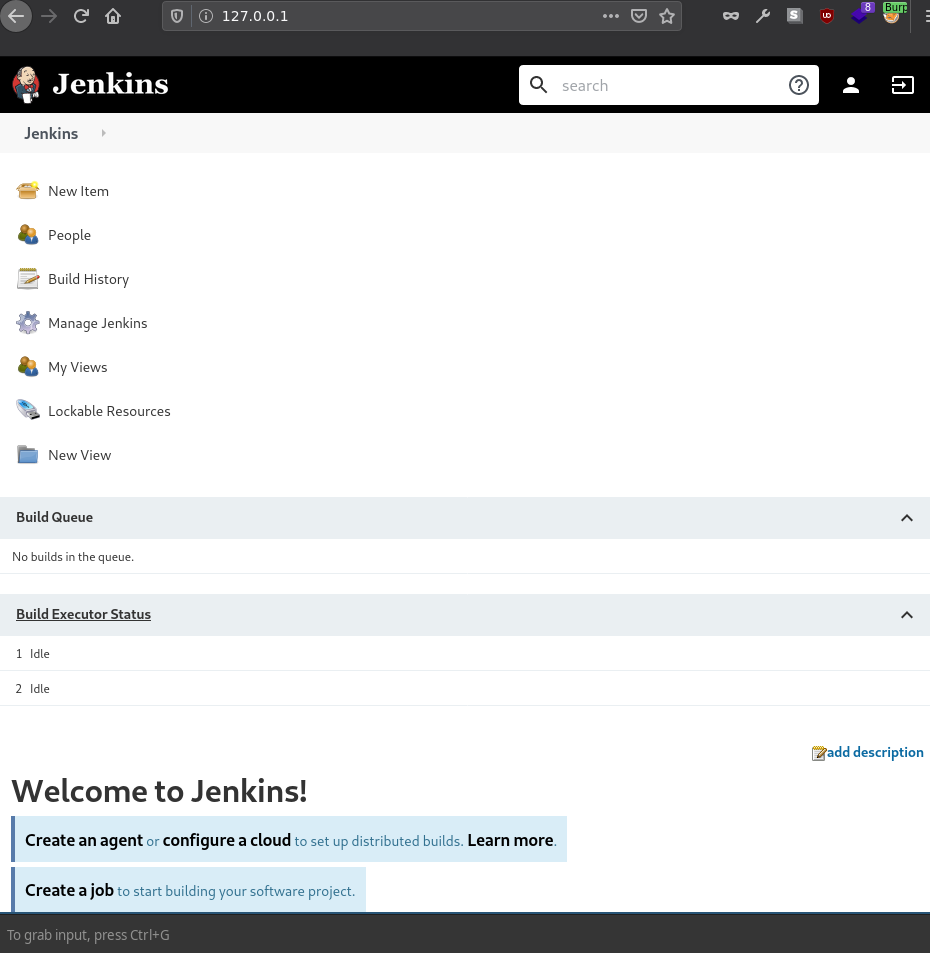 127.0.0.1
S
UD
8
Burp
Jenkins
search
Jenkins
New Item
People
Build History
Manage Jenkins
My Views
Lockable Resources
New View
Build Queue
No builds in the queue.
Build Executor Status
1 Idle
2 Idle
add description
Welcome to Jenkins!
Create an agent or configure a cloud to set up distributed builds. Learn more.
Create a job to start building your software project.
To grab input, press Ctrl+G